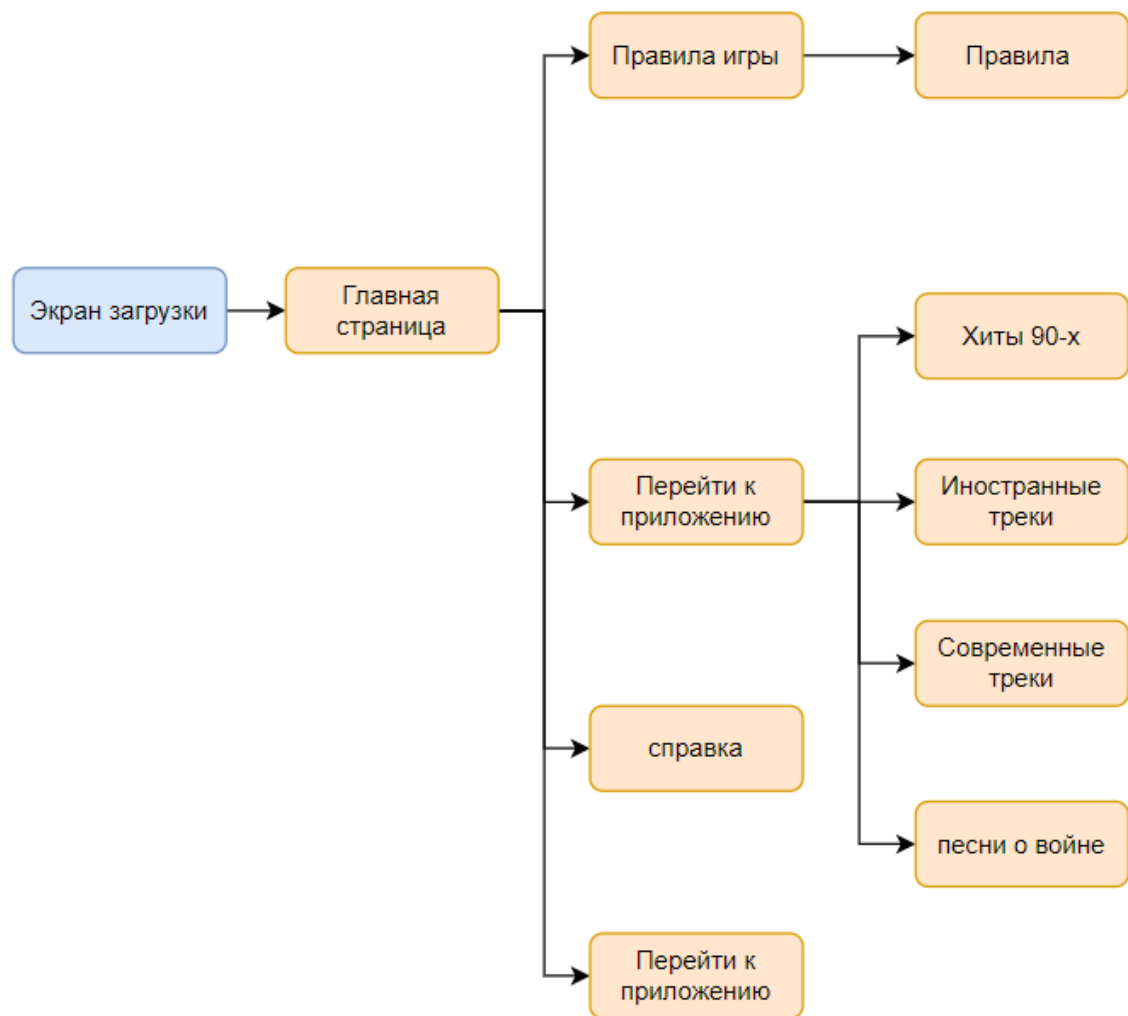 Правила игры
Правила
Экран загрузки
Главная
страница
Хиты 90-х
Перейти к
приложению
Иностранные
треки
Современные
треки
справка
песни о войне
Перейти к
приложению